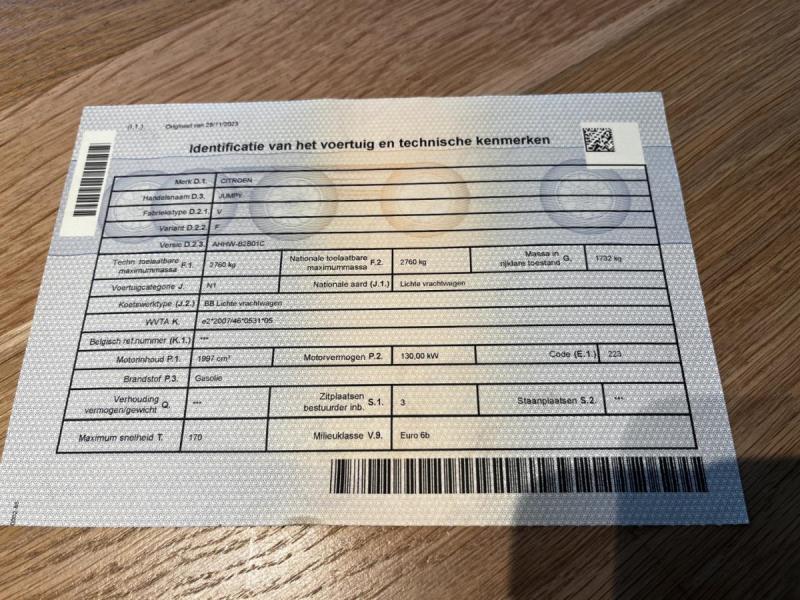 (I.1.) Origineel van 28/11/2023
Identificatie van het voertuig en technische kenmerken
Merk D.1. CITROEN
Handelsnaam D.3. JUMPY
Fabriekstype D.2.1. V
Variant D.2.2. F
Versie D.2.3. AHHW-B2B01C
Techn. toelaatbare maximummassa F.1. 2760 kg Nationale toelaatbare maximummassa F.2. 2760 kg Massa in rijklare toestand G. 1732 kg
Voertuigcategorie J. N1 Nationale aard (J.1.) Lichte vrachtwagen
Koetswerktype (J.2.) BB Lichte vrachtwagen
WVTA K. e2*2007/46*0531*05
Belgisch ref.nummer (K.1.) ***
Motorinhoud P.1. 1997 cm³ Motorvermogen P.2. 130,00 kW Code (E.1.) 223
Brandstof P.3. Gasolie
Verhouding vermogen/gewicht Q. *** Zitplaatsen bestuurder inb. S.1. 3 Staanplaatsen S.2. ***
Maximum snelheid T. 170 Milieuklasse V.9. Euro 6b